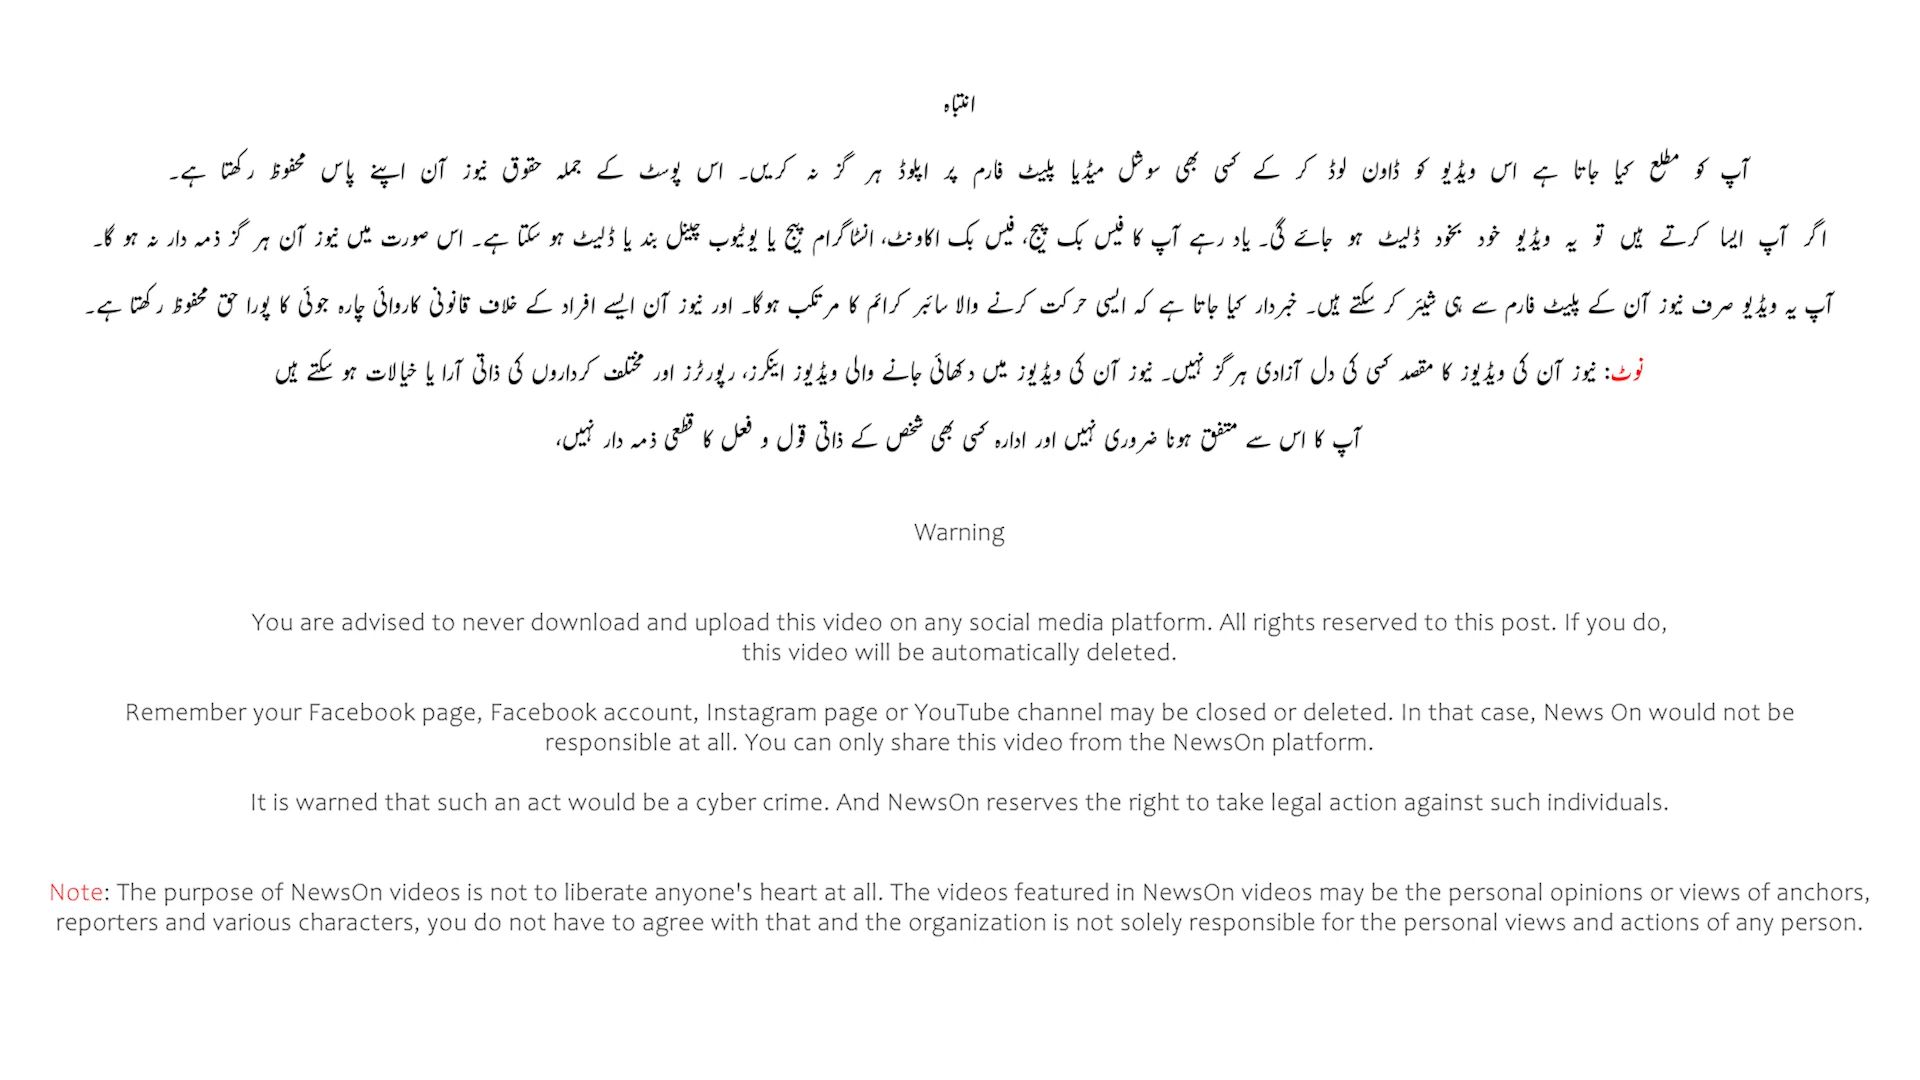 انتباہ
آپ کو مطلع کیا جاتا ہے اس ویڈیو کو ڈاون لوڈ کر کے کسی بھی سوشل میڈیا پلیٹ فارم پر اپلوڈ ہر گز نہ کریں۔ اس پوسٹ کے جملہ حقوق نیوز آن اپنے پاس محفوظ رکھتا ہے۔
اگر آپ ایسا کرتے ہیں تو یہ ویڈیو خود بخود ڈلیٹ ہو جائے گی۔ یاد رہے آپ کا فیس بک پیج، فیس بک اکاونٹ، انسٹاگرام پیج یا یوٹیوب چینل بند یا ڈلیٹ ہو سکتا ہے۔ اس صورت میں نیوز آن ہر گز ذمہ دار نہ ہو گا۔
آپ یہ ویڈیو صرف نیوز آن کے پلیٹ فارم سے ہی شیئر کر سکتے ہیں۔ خبردار کیا جاتا ہے کہ ایسی حرکت کرنے والا سائبر کرائم کا مرتکب ہوگا۔ اور نیوز آن ایسے افراد کے خلاف قانونی کاروائی چارہ جوئی کا پورا حق محفوظ رکھتا ہے۔
نوٹ: نیوز آن کی ویڈیوز کا مقصد کسی کی دل آزادی ہرگز نہیں۔ نیوز آن کی ویڈیوز میں دکھائی جانے والی ویڈیوز اینکرز، رپورٹرز اور مختلف کرداروں کی ذاتی آرا یا خیالات ہو سکتے ہیں
آپ کا اس سے متفق ہونا ضروری نہیں اور ادارہ کسی بھی شخص کے ذاتی قول و فعل کا قطعی ذمہ دار نہیں،
Warning
You are advised to never download and upload this video on any social media platform. All rights reserved to this post. If you do,
this video will be automatically deleted.
Remember your Facebook page, Facebook account, Instagram page or YouTube channel may be closed or deleted. In that case, News On would not be
responsible at all. You can only share this video from the NewsOn platform.
It is warned that such an act would be a cyber crime. And NewsOn reserves the right to take legal action against such individuals.
Note: The purpose of NewsOn videos is not to liberate anyone's heart at all. The videos featured in NewsOn videos may be the personal opinions or views of anchors,
reporters and various characters, you do not have to agree with that and the organization is not solely responsible for the personal views and actions of any person.